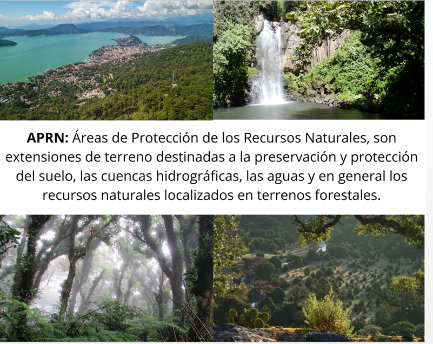 APRN: Áreas de Protección de los Recursos Naturales, son
extensiones de terreno destinadas a la preservación y protección
del suelo, las cuencas hidrográficas, las aguas y en general los
recursos naturales localizados en terrenos forestales.